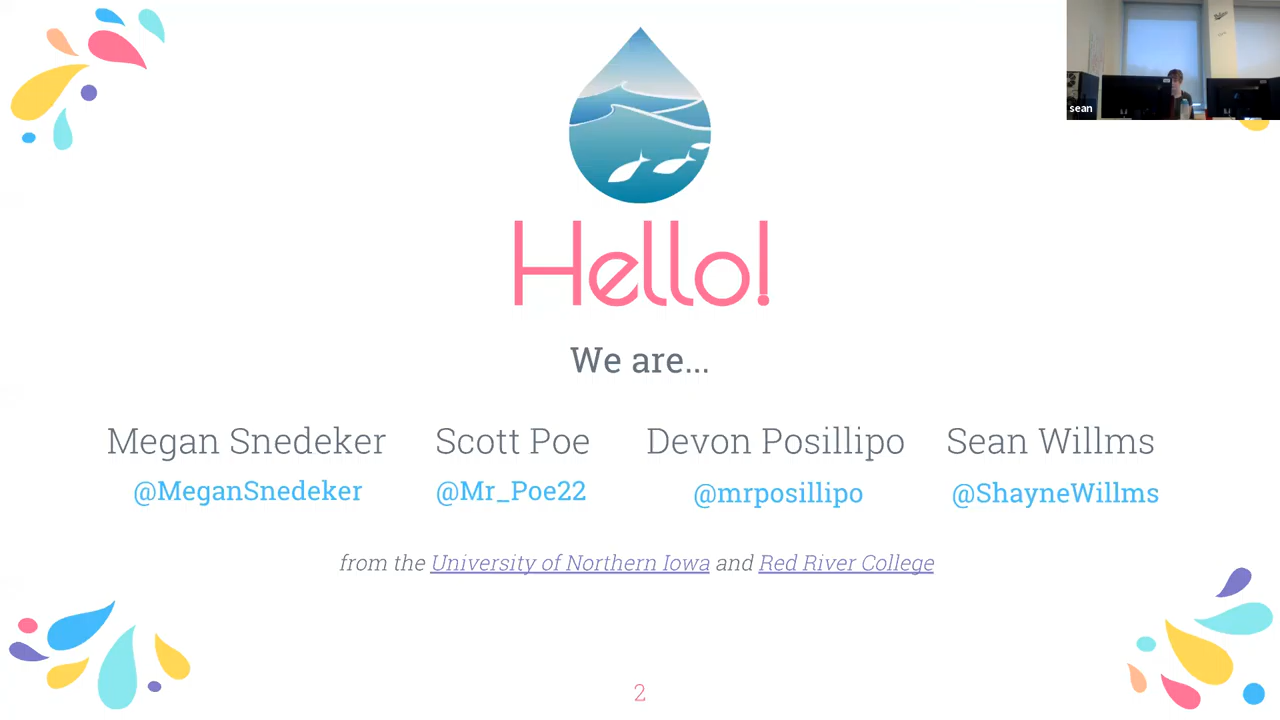 sean
Hello!
We are...
Megan Snedeker Scott Poe Devon Posillipo Sean Willms
@MeganSnedeker @Mr_Poe22 @mrposillipo @ShayneWillms
from the University of Northern Iowa and Red River College
2